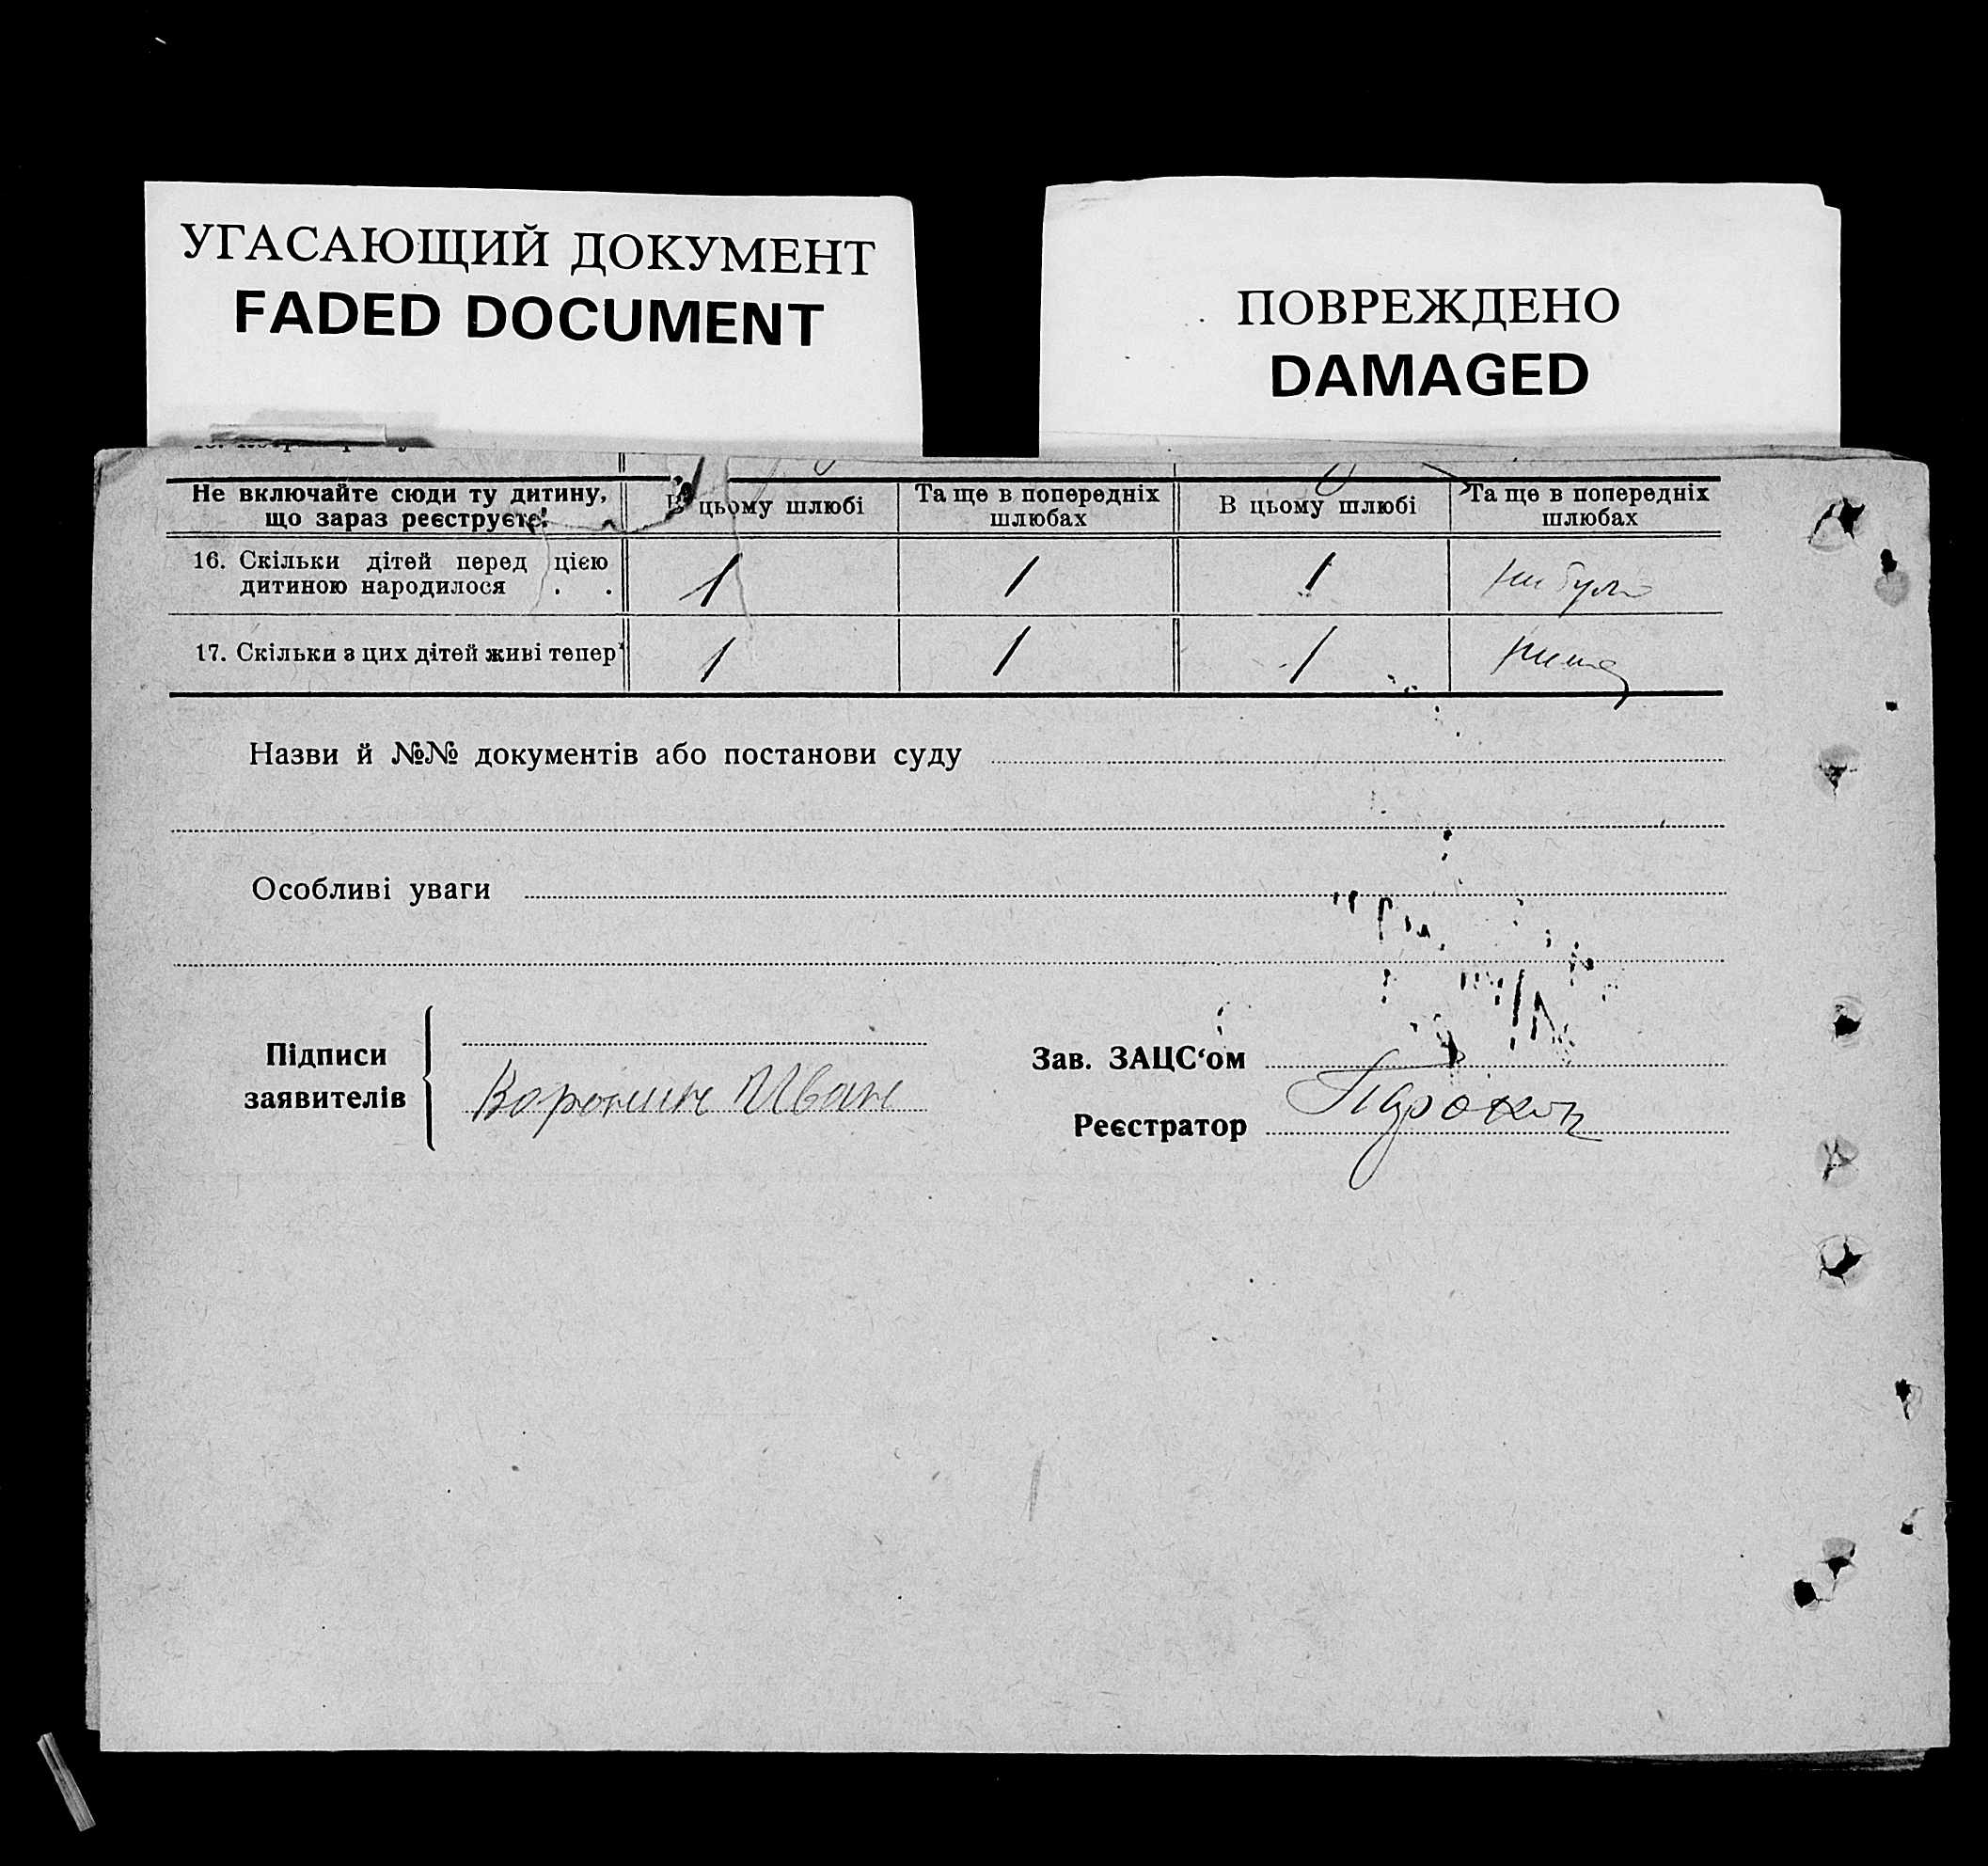 УГАСАЮЩИЙ ДОКУМЕНТ
FADED DOCUMENT
ПОВРЕЖДЕНО
DAMAGED
Не включайте сюди ту дитину, що зараз реєструєте!
В цьому шлюбі
Та ще в попередніх шлюбах
В цьому шлюбі
Та ще в попередніх шлюбах
16. Скільки дітей перед цією дитиною народилося . . 1 1 1 не було
17. Скільки з цих дітей живі тепер 1 1 1 нема
Назви й №№ документів або постанови суду
Особливі уваги
Підписи заявителів
Воронин Иван
Зав. ЗАЦС‘ом
Реєстратор